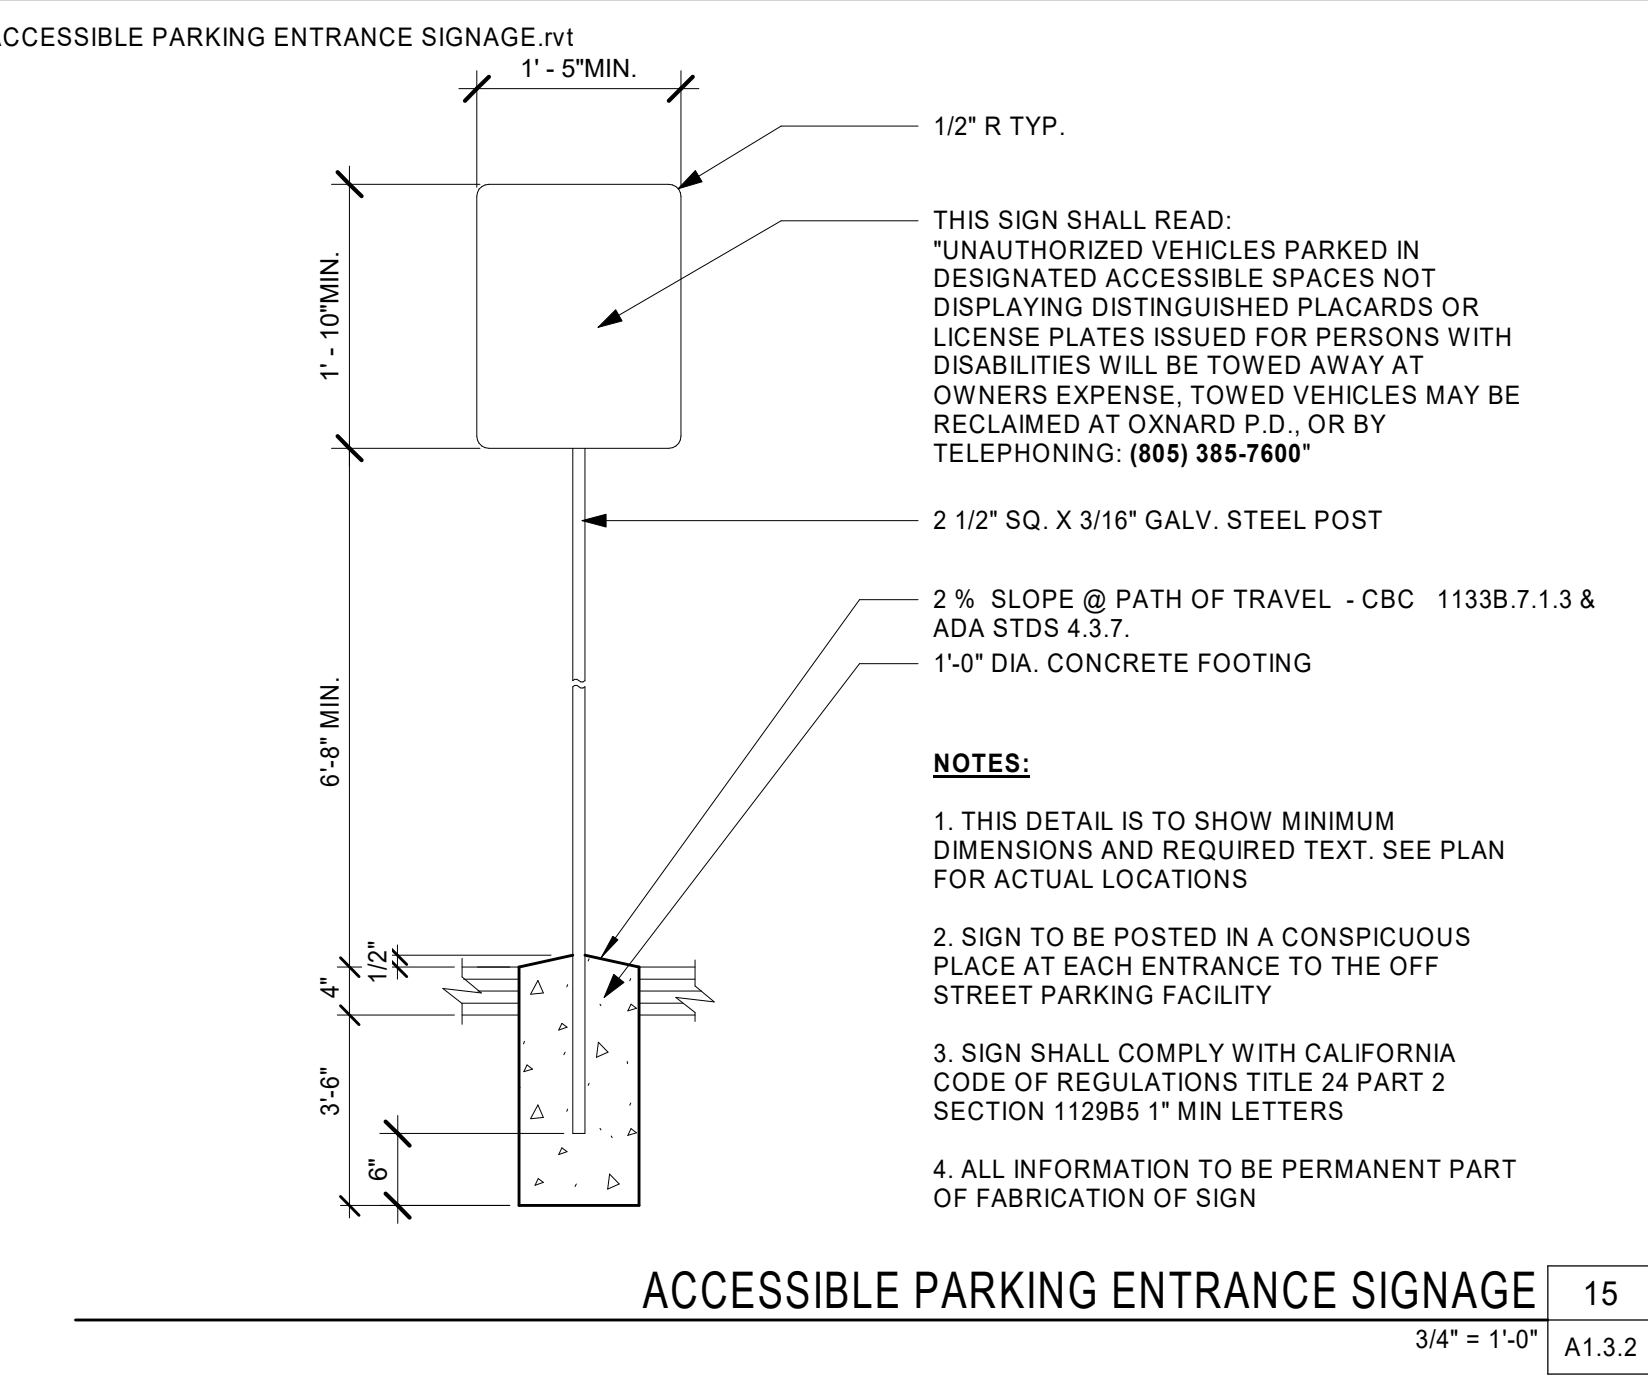 ACCESSIBLE PARKING ENTRANCE SIGNAGE.rvt
1' - 5"MIN.
1/2" R TYP.
1' - 10"MIN.
THIS SIGN SHALL READ:
"UNAUTHORIZED VEHICLES PARKED IN
DESIGNATED ACCESSIBLE SPACES NOT
DISPLAYING DISTINGUISHED PLACARDS OR
LICENSE PLATES ISSUED FOR PERSONS WITH
DISABILITIES WILL BE TOWED AWAY AT
OWNERS EXPENSE, TOWED VEHICLES MAY BE
RECLAIMED AT OXNARD P.D., OR BY
TELEPHONING: (805) 385-7600"
2 1/2" SQ. X 3/16" GALV. STEEL POST
2 % SLOPE @ PATH OF TRAVEL - CBC 1133B.7.1.3 &
ADA STDS 4.3.7.
1'-0" DIA. CONCRETE FOOTING
6'-8" MIN.
1/2"
4"
3'-6"
6"
NOTES:
1. THIS DETAIL IS TO SHOW MINIMUM
DIMENSIONS AND REQUIRED TEXT. SEE PLAN
FOR ACTUAL LOCATIONS
2. SIGN TO BE POSTED IN A CONSPICUOUS
PLACE AT EACH ENTRANCE TO THE OFF
STREET PARKING FACILITY
3. SIGN SHALL COMPLY WITH CALIFORNIA
CODE OF REGULATIONS TITLE 24 PART 2
SECTION 1129B5 1" MIN LETTERS
4. ALL INFORMATION TO BE PERMANENT PART
OF FABRICATION OF SIGN
ACCESSIBLE PARKING ENTRANCE SIGNAGE
15
3/4" = 1'-0"
A1.3.2